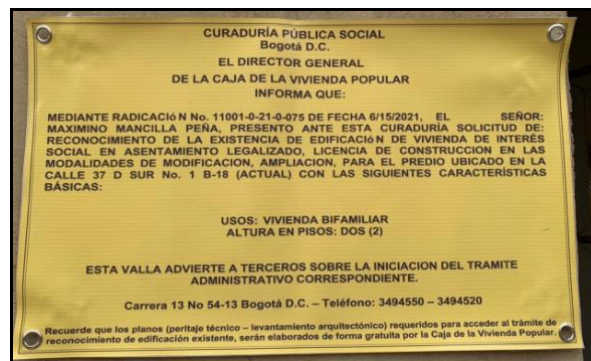 CURADURÍA PÚBLICA SOCIAL
Bogotá D.C.
EL DIRECTOR GENERAL
DE LA CAJA DE LA VIVIENDA POPULAR
INFORMA QUE:
MEDIANTE RADICACIÓN No. 11001-0-21-0-075 DE FECHA 6/15/2021, EL SEÑOR:
MAXIMINO MANCILLA PEÑA, PRESENTO ANTE ESTA CURADURÍA SOLICITUD DE:
RECONOCIMIENTO DE LA EXISTENCIA DE EDIFICACIÓN DE VIVIENDA DE INTERÉS
SOCIAL EN ASENTAMIENTO LEGALIZADO, LICENCIA DE CONSTRUCCION EN LAS
MODALIDADES DE MODIFICACION, AMPLIACION, PARA EL PREDIO UBICADO EN LA
CALLE 37 D SUR No. 1 B-18 (ACTUAL) CON LAS SIGUIENTES CARACTERÍSTICAS
BÁSICAS:
USOS: VIVIENDA BIFAMILIAR
ALTURA EN PISOS: DOS (2)
ESTA VALLA ADVIERTE A TERCEROS SOBRE LA INICIACION DEL TRAMITE
ADMINISTRATIVO CORRESPONDIENTE.
Carrera 13 No 54-13 Bogotá D.C. – Teléfono: 3494550 – 3494520
Recuerde que los planos (peritaje técnico – levantamiento arquitectónico) requeridos para acceder al trámite de
reconocimiento de edificación existente, serán elaborados de forma gratuita por la Caja de la Vivienda Popular.